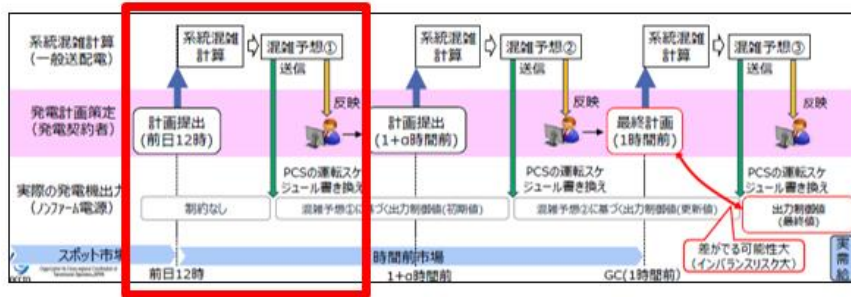 系統混雑計算
(一般送配電)
系統混雑
計算
混雑予想①
送信
系統混雑
計算
混雑予想②
送信
系統混雑
計算
混雑予想③
送信
発電計画策定
(発電契約者)
計画提出
(前日12時)
反映
計画提出
(1+α時間前)
反映
最終計画
(1時間前)
反映
実際の発電機出力
(ノンファーム電源)
PCSの運転スケ
ジュール書き換え
PCSの運転スケ
ジュール書き換え
PCSの運転スケ
ジュール書き換え
制約なし
混雑予想①に基づく出力制御値(初期値)
混雑予想②に基づく出力制御値(更新値)
出力制御値
(最終値)
差がでる可能性大
(インバランスリスク大)
スポット市場
時間前市場
実
需
給
前日12時
1+α時間前
GC(1時間前)